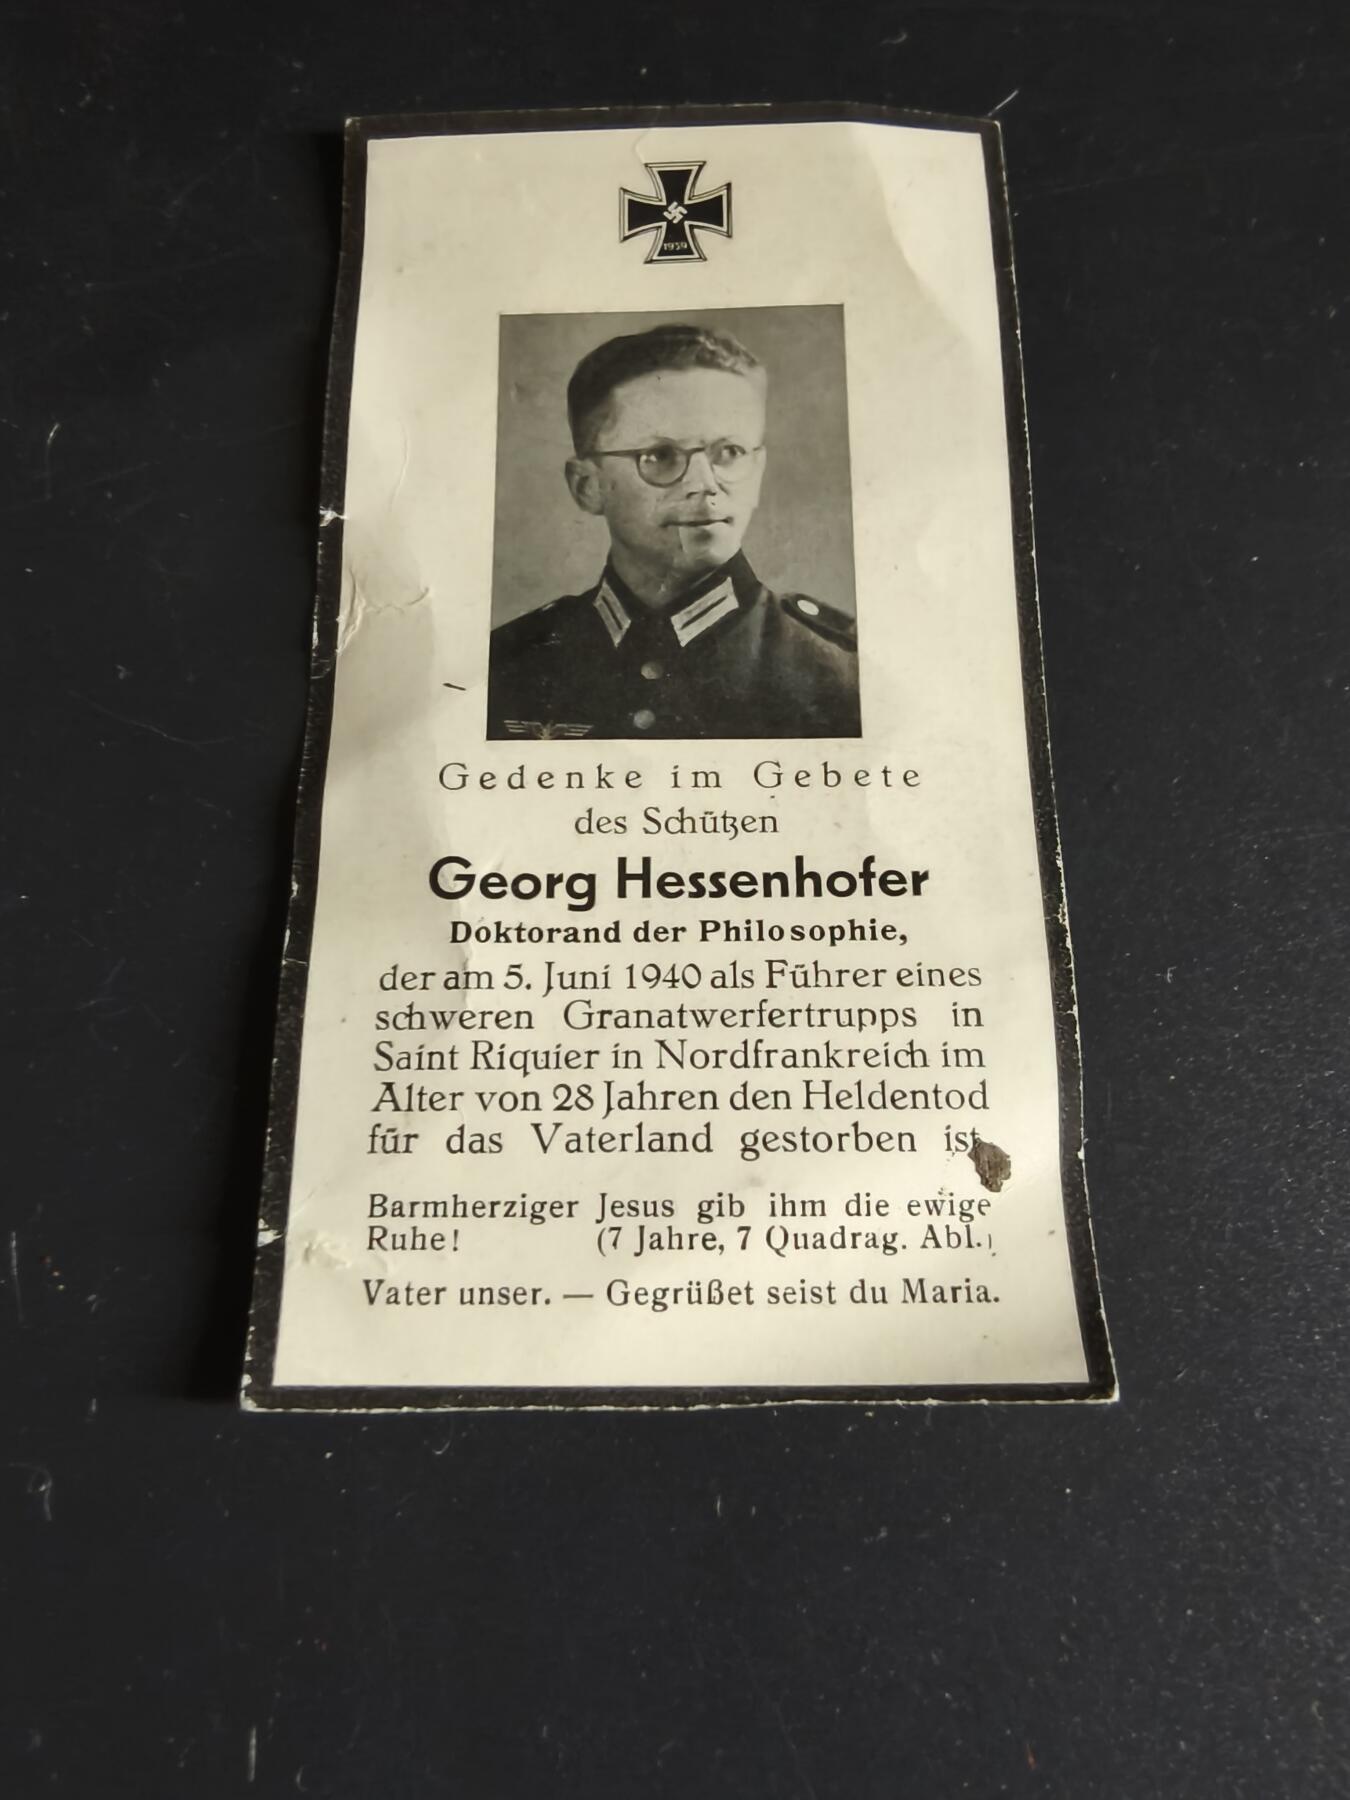 1939
Gedenke im Gebete
des Schützen
Georg Hessenhofer
Doktorand der Philosophie,
der am 5. Juni 1940 als Führer eines
schweren Granatwerfertrupps in
Saint Riquier in Nordfrankreich im
Alter von 28 Jahren den Heldentod
für das Vaterland gestorben ist
Barmherziger Jesus gib ihm die ewige
Ruhe! (7 Jahre, 7 Quadrag. Abl.)
Vater unser. — Gegrüßet seist du Maria.